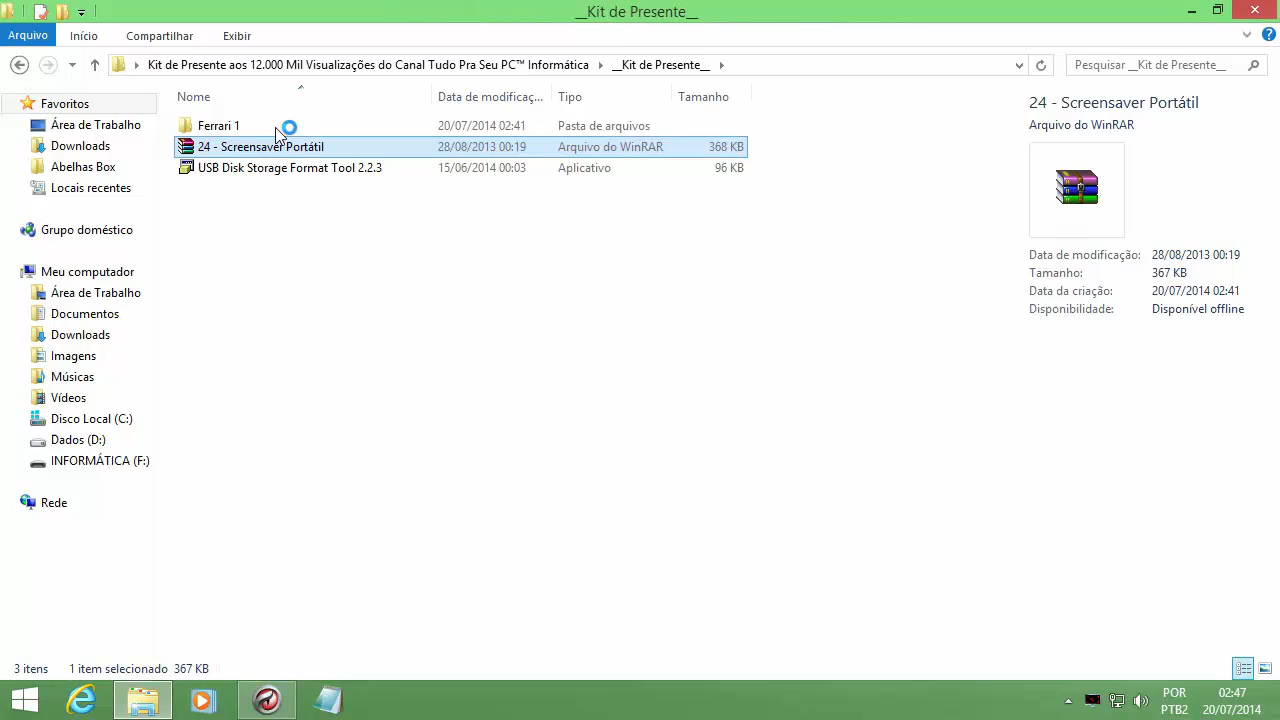 __Kit de Presente__
Arquivo
Início
Compartilhar
Exibir
Kit de Presente aos 12.000 Mil Visualizações do Canal Tudo Pra Seu PC™ Informática
__Kit de Presente__
Pesquisar __Kit de Presente__
Nome
Data de modificaç...
Tipo
Tamanho
Ferrari 1
20/07/2014 02:41
Pasta de arquivos
24 - Screensaver Portátil
28/08/2013 00:19
Arquivo do WinRAR
368 KB
USB Disk Storage Format Tool 2.2.3
15/06/2014 00:03
Aplicativo
96 KB
Favoritos
Área de Trabalho
Downloads
Abelhas Box
Locais recentes
Grupo doméstico
Meu computador
Área de Trabalho
Documentos
Downloads
Imagens
Músicas
Vídeos
Disco Local (C:)
Dados (D:)
INFORMÁTICA (F:)
Rede
24 - Screensaver Portátil
Arquivo do WinRAR
Data de modificação: 28/08/2013 00:19
Tamanho: 367 KB
Data da criação: 20/07/2014 02:41
Disponibilidade: Disponível offline
3 itens
1 item selecionado 367 KB
POR
PTB2
02:47
20/07/2014